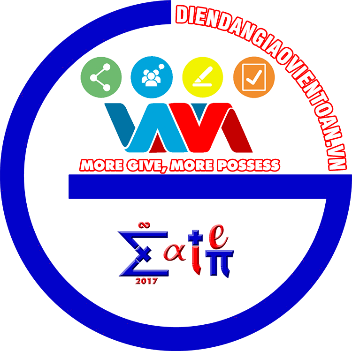 DIENDANGIAOVIENTOAN.VN
MORE GIVE, MORE POSSESS
∞
Σ α i π e
x
2017